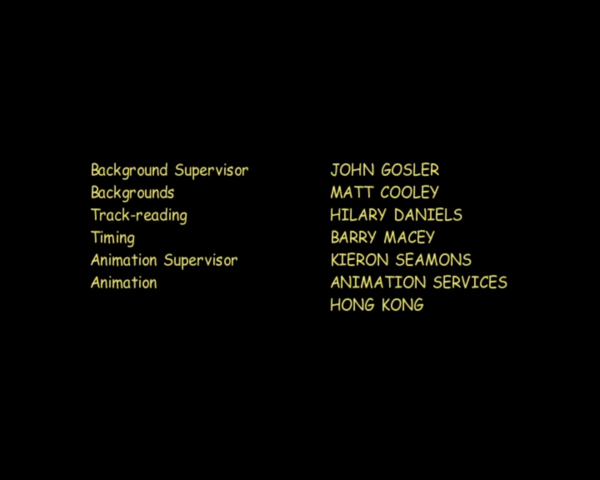 Background Supervisor JOHN GOSLER
Backgrounds MATT COOLEY
Track-reading HILARY DANIELS
Timing BARRY MACEY
Animation Supervisor KIERON SEAMONS
Animation ANIMATION SERVICES
HONG KONG